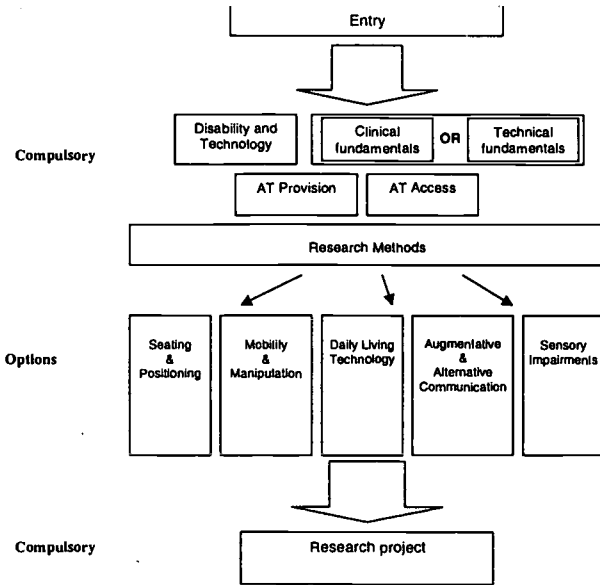 Entry
Compulsory
Disability and
Technology
Clinical
fundamentals
OR
Technical
fundamentals
AT Provision
AT Access
Research Methods
Options
Seating
&
Positioning
Mobility
&
Manipulation
Daily Living
Technology
Augmentative
&
Alternative
Communication
Sensory
Impairments
Compulsory
Research project